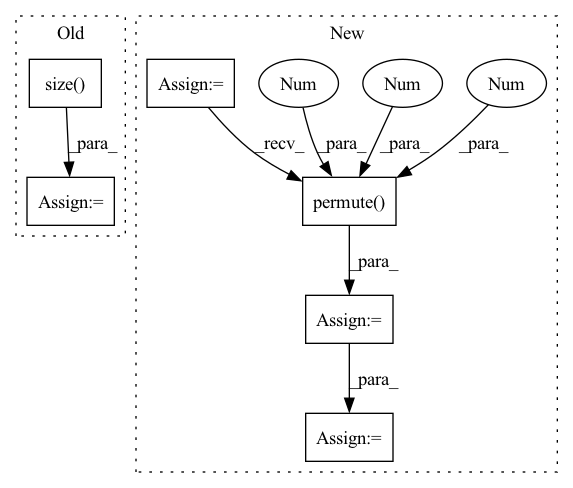 Old
New
size()
Assign:=
Num
Num
Num
_para_
_recv_
_para_
_para_
_para_
Assign:=
permute()
_para_
Assign:=
_para_
Assign:=